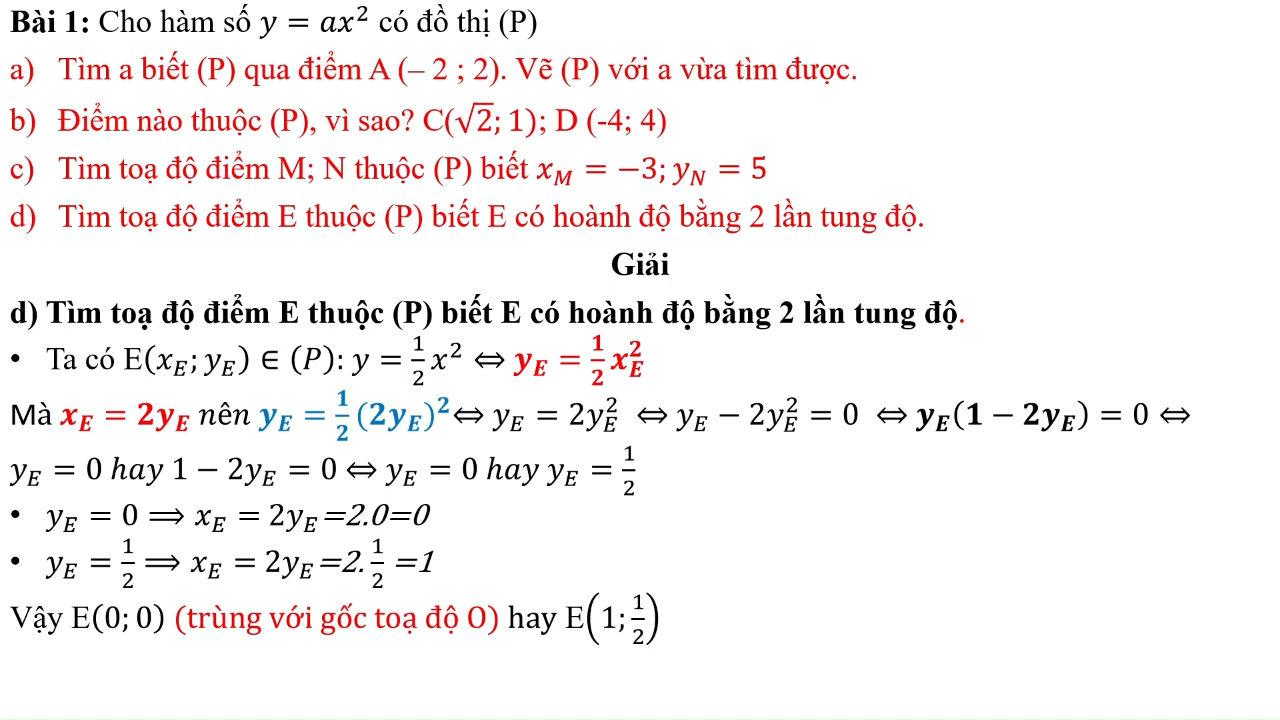 Bài 1: Cho hàm số y = ax² có đồ thị (P)
a) Tìm a biết (P) qua điểm A (– 2 ; 2). Vẽ (P) với a vừa tìm được.
b) Điểm nào thuộc (P), vì sao? C(√2; 1); D (-4; 4)
c) Tìm toạ độ điểm M; N thuộc (P) biết x_M = −3; y_N = 5
d) Tìm toạ độ điểm E thuộc (P) biết E có hoành độ bằng 2 lần tung độ.
Giải
d) Tìm toạ độ điểm E thuộc (P) biết E có hoành độ bằng 2 lần tung độ.
• Ta có E(x_E; y_E) ∈ (P): y = 1/2 x² ⇔ y_E = 1/2 x_E²
Mà x_E = 2y_E nên y_E = 1/2 (2y_E)² ⇔ y_E = 2y_E² ⇔ y_E − 2y_E² = 0 ⇔ y_E(1 − 2y_E) = 0 ⇔
y_E = 0 hay 1 − 2y_E = 0 ⇔ y_E = 0 hay y_E = 1/2
• y_E = 0 ⟹ x_E = 2y_E =2.0=0
• y_E = 1/2 ⟹ x_E = 2y_E =2. 1/2 =1
Vậy E(0; 0) (trùng với gốc toạ độ O) hay E(1; 1/2)